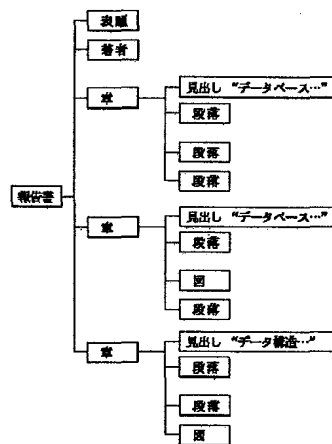 表題
著者
章
見出し “データベース…”
段落
段落
段落
報告書
章
見出し “データベース…”
段落
図
段落
章
見出し “データ構造…”
段落
段落
図